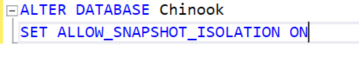 ALTER DATABASE Chinook
SET ALLOW_SNAPSHOT_ISOLATION ON